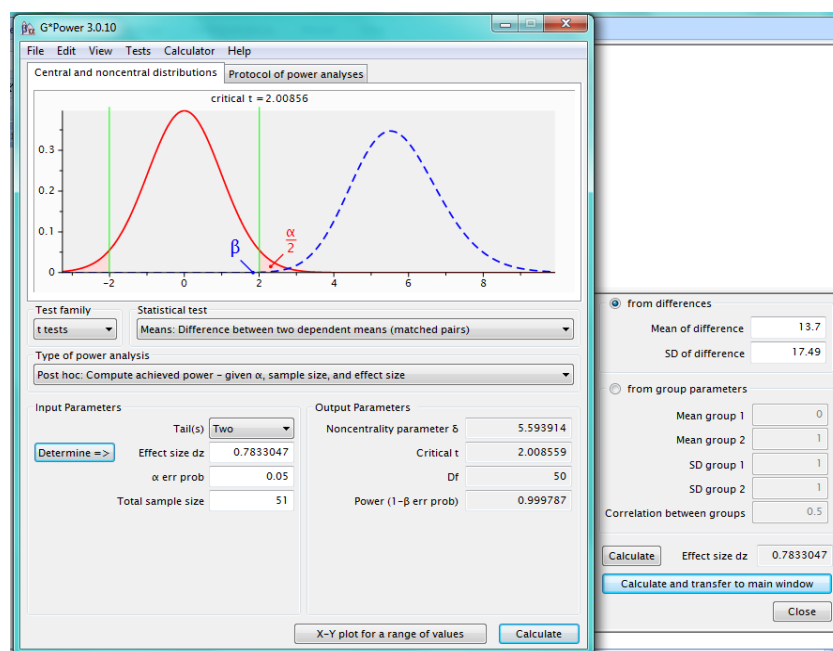 G*Power 3.0.10
File Edit View Tests Calculator Help
Central and noncentral distributions Protocol of power analyses
critical t = 2.00856
0.3
0.2
0.1
0
β
α
2
-2 0 2 4 6 8
Test family Statistical test
t tests Means: Difference between two dependent means (matched pairs)
Type of power analysis
Post hoc: Compute achieved power – given α, sample size, and effect size
Input Parameters
Tail(s) Two
Determine => Effect size dz 0.7833047
α err prob 0.05
Total sample size 51
Output Parameters
Noncentrality parameter δ 5.593914
Critical t 2.008559
Df 50
Power (1-β err prob) 0.999787
X-Y plot for a range of values Calculate
from differences
Mean of difference 13.7
SD of difference 17.49
from group parameters
Mean group 1 0
Mean group 2 1
SD group 1 1
SD group 2 1
Correlation between groups 0.5
Calculate Effect size dz 0.7833047
Calculate and transfer to main window
Close